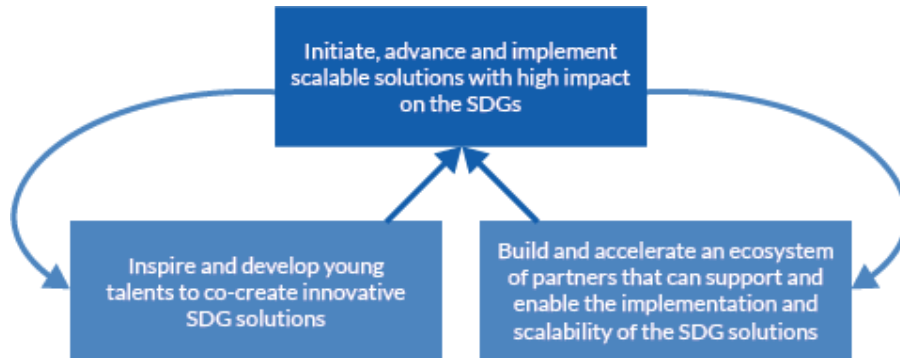 Initiate, advance and implement
scalable solutions with high impact
on the SDGs
Inspire and develop young
talents to co-create innovative
SDG solutions
Build and accelerate an ecosystem
of partners that can support and
enable the implementation and
scalability of the SDG solutions